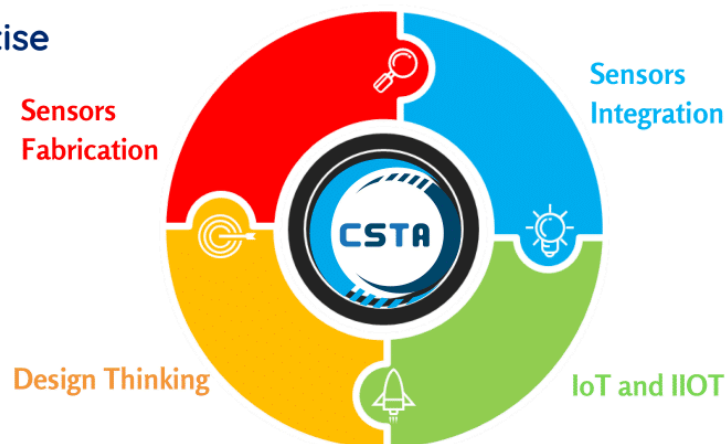 tise
Sensors
Fabrication
Sensors
Integration
CSTA
Design Thinking
IoT and IIOT